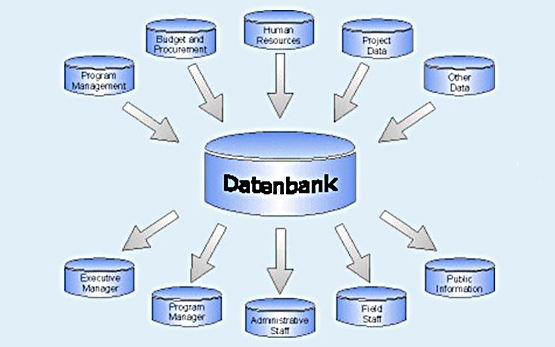 Human
Resources
Budget and
Procurement
Project
Data
Program
Management
Other
Data
Datenbank
Executive
Manager
Program
Manager
Administrative
Staff
Field
Staff
Public
Information